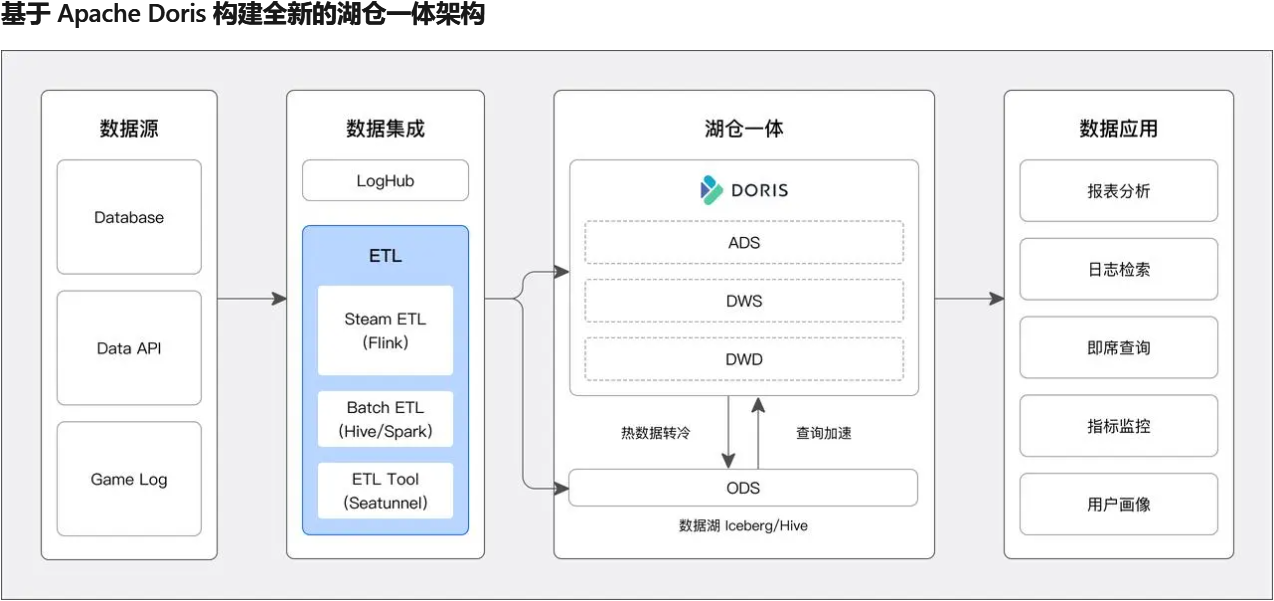 基于 Apache Doris 构建全新的湖仓一体架构
数据源
Database
Data API
Game Log
数据集成
LogHub
ETL
Steam ETL
(Flink)
Batch ETL
(Hive/Spark)
ETL Tool
(Seatunnel)
湖仓一体
DORIS
ADS
DWS
DWD
热数据转冷
查询加速
ODS
数据湖 Iceberg/Hive
数据应用
报表分析
日志检索
即席查询
指标监控
用户画像